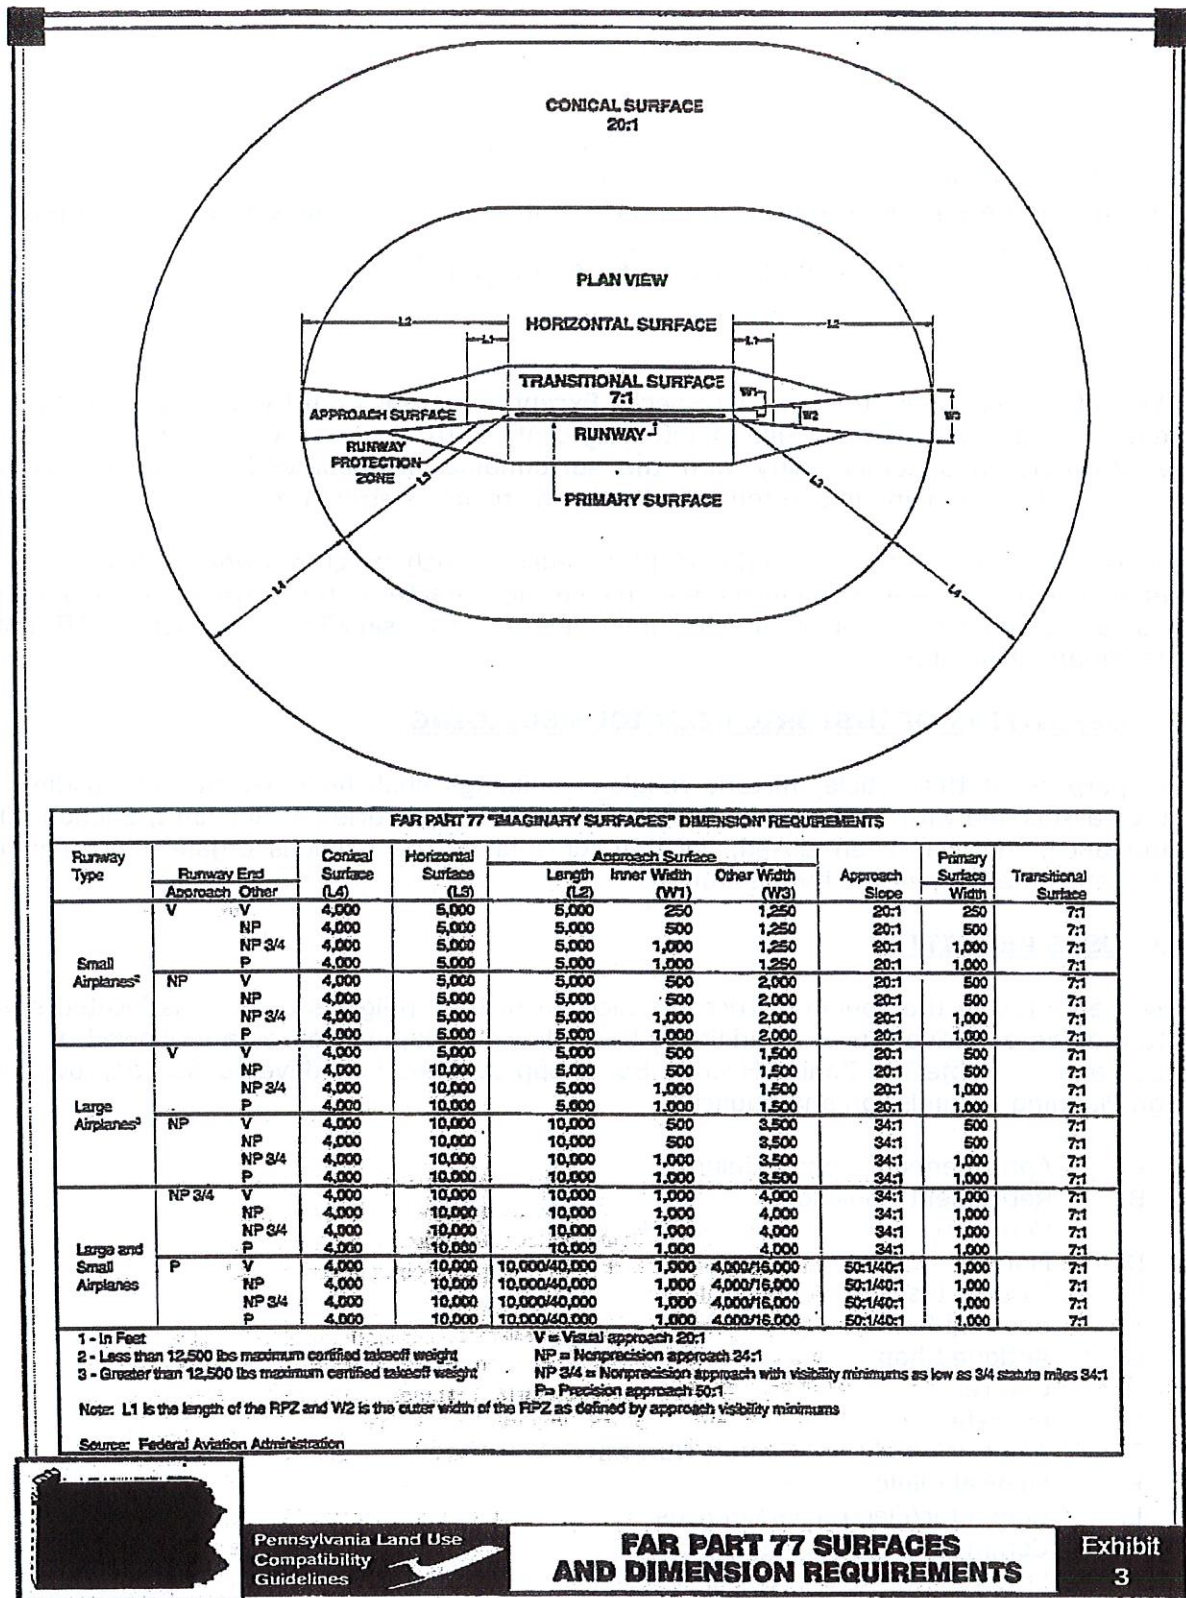 CONICAL SURFACE
20:1
PLAN VIEW
L2
HORIZONTAL SURFACE
L2
L1
L1
TRANSITIONAL SURFACE
7:1
W1
APPROACH SURFACE
W2
W3
RUNWAY
RUNWAY
PROTECTION
ZONE
L3
L3
PRIMARY SURFACE
L4
L4
FAR PART 77 "IMAGINARY SURFACES" DIMENSION¹ REQUIREMENTS
Runway Type Runway End Approach Other Conical Surface (L4) Horizontal Surface (L3) Approach Surface Length (L2) Inner Width (W1) Other Width (W3) Approach Slope Primary Surface Width Transitional Surface
Small Airplanes²
V V 4,000 5,000 5,000 250 1,250 20:1 250 7:1
NP 4,000 5,000 5,000 500 1,250 20:1 500 7:1
NP 3/4 4,000 5,000 5,000 1,000 1,250 20:1 1,000 7:1
P 4,000 5,000 5,000 1,000 1,250 20:1 1,000 7:1
NP V 4,000 5,000 5,000 500 2,000 20:1 500 7:1
NP 4,000 5,000 5,000 500 2,000 20:1 500 7:1
NP 3/4 4,000 5,000 5,000 1,000 2,000 20:1 1,000 7:1
P 4,000 5,000 5,000 1,000 2,000 20:1 1,000 7:1
Large Airplanes³
V V 4,000 5,000 5,000 500 1,500 20:1 500 7:1
NP 4,000 10,000 5,000 500 1,500 20:1 500 7:1
NP 3/4 4,000 10,000 5,000 1,000 1,500 20:1 1,000 7:1
P 4,000 10,000 5,000 1,000 1,500 20:1 1,000 7:1
NP V 4,000 10,000 10,000 500 3,500 34:1 500 7:1
NP 4,000 10,000 10,000 500 3,500 34:1 500 7:1
NP 3/4 4,000 10,000 10,000 1,000 3,500 34:1 1,000 7:1
P 4,000 10,000 10,000 1,000 3,500 34:1 1,000 7:1
Large and Small Airplanes
NP 3/4 V 4,000 10,000 10,000 1,000 4,000 34:1 1,000 7:1
NP 4,000 10,000 10,000 1,000 4,000 34:1 1,000 7:1
NP 3/4 4,000 10,000 10,000 1,000 4,000 34:1 1,000 7:1
P 4,000 10,000 10,000 1,000 4,000 34:1 1,000 7:1
P V 4,000 10,000 10,000/40,000 1,000 4,000/16,000 50:1/40:1 1,000 7:1
NP 4,000 10,000 10,000/40,000 1,000 4,000/16,000 50:1/40:1 1,000 7:1
NP 3/4 4,000 10,000 10,000/40,000 1,000 4,000/16,000 50:1/40:1 1,000 7:1
P 4,000 10,000 10,000/40,000 1,000 4,000/16,000 50:1/40:1 1,000 7:1
1 - In Feet
2 - Less than 12,500 lbs maximum certified takeoff weight
3 - Greater than 12,500 lbs maximum certified takeoff weight
V = Visual approach 20:1
NP = Nonprecision approach 34:1
NP 3/4 = Nonprecision approach with visibility minimums as low as 3/4 statute miles 34:1
P= Precision approach 50:1
Note: L1 is the length of the RPZ and W2 is the outer width of the RPZ as defined by approach visibility minimums
Source: Federal Aviation Administration
Pennsylvania Land Use
Compatibility
Guidelines
FAR PART 77 SURFACES
AND DIMENSION REQUIREMENTS
Exhibit
3